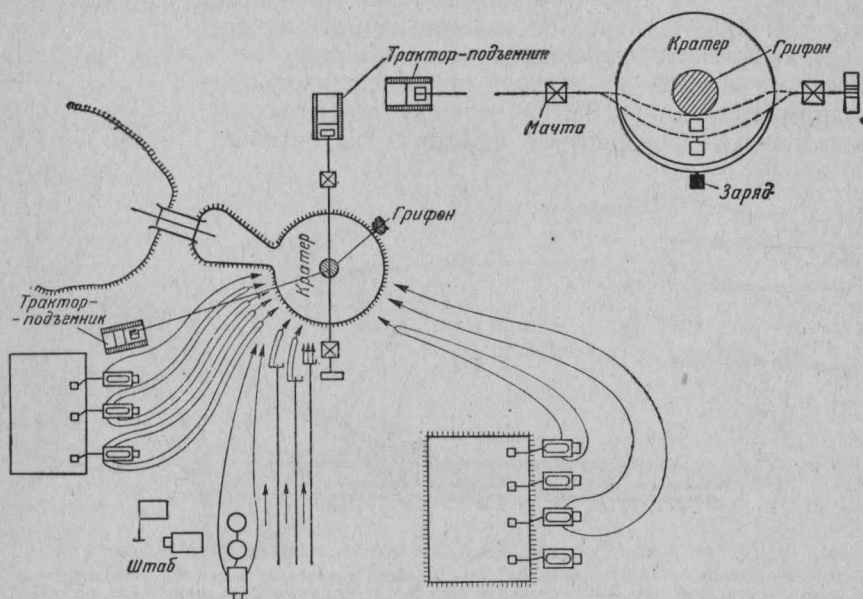 Трактор-подъемник
Кратер
Грифон
Мачта
Заряд
Грифон
Кратер
Трактор-
-подъемник
Штаб